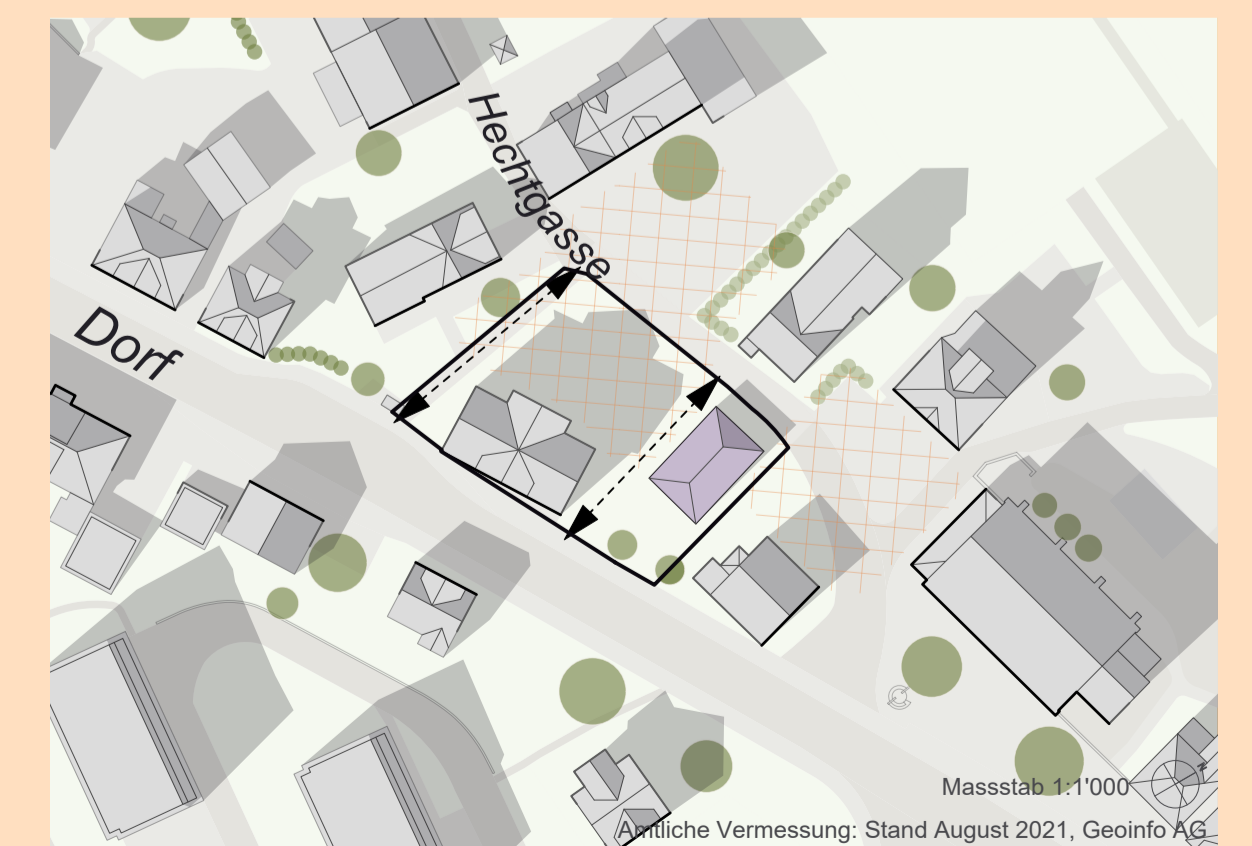 Hechtgasse
Dorf
Massstab 1:1'000
Amtliche Vermessung: Stand August 2021, Geoinfo AG